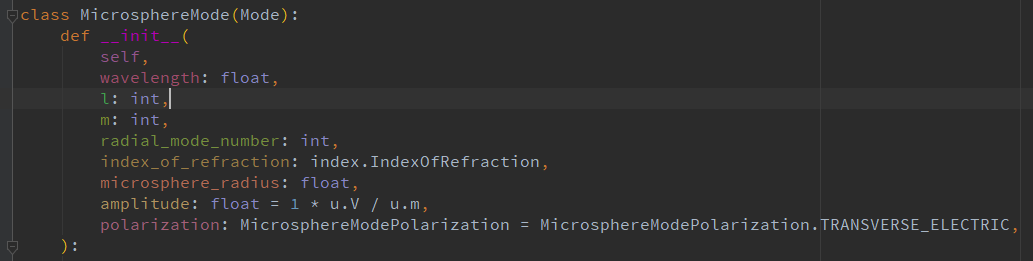 class MicrosphereMode(Mode):
    def __init__(
        self,
        wavelength: float,
        l: int,
        m: int,
        radial_mode_number: int,
        index_of_refraction: index.IndexOfRefraction,
        microsphere_radius: float,
        amplitude: float = 1 * u.V / u.m,
        polarization: MicrosphereModePolarization = MicrosphereModePolarization.TRANSVERSE_ELECTRIC,
    ):